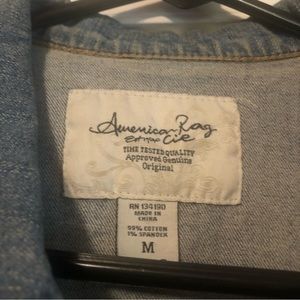 American Rag
Cie
TIME TESTED QUALITY
Approved Genuine
Original
RN 134190
MADE IN
CHINA
99% COTTON
1% SPANDEX
M